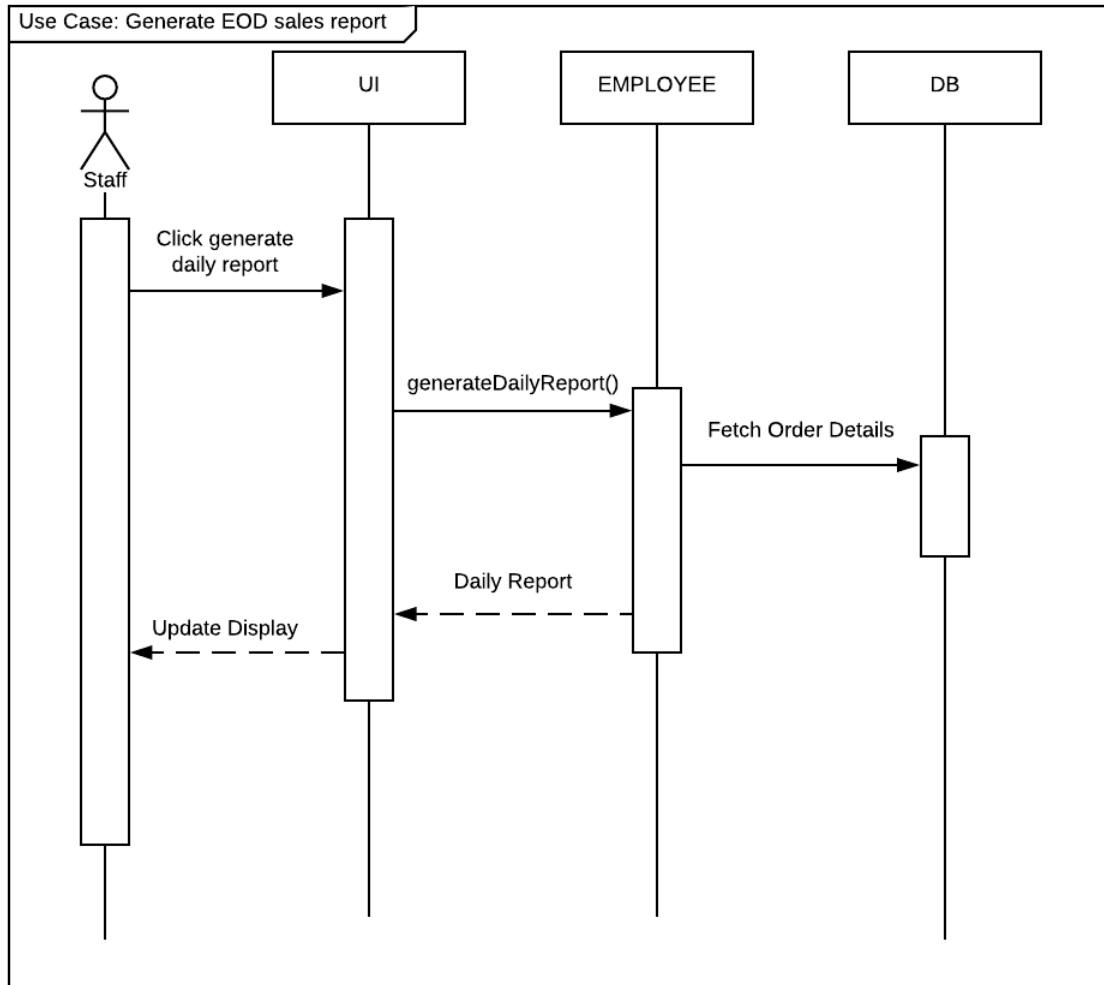 Use Case: Generate EOD sales report
UI
EMPLOYEE
DB
Staff
Click generate
daily report
generateDailyReport()
Fetch Order Details
Daily Report
Update Display